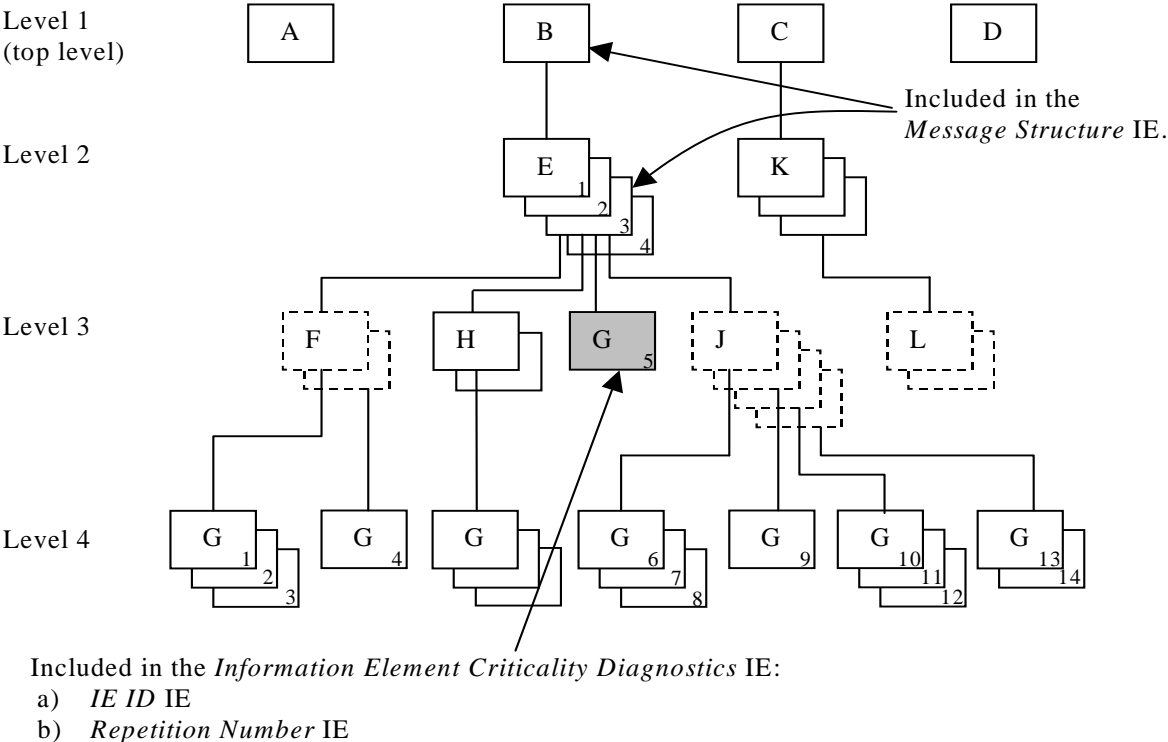 Level 1
(top level)
A
B
C
D
Included in the
Message Structure IE.
Level 2
E
1
2
3
4
K
Level 3
F
H
G
5
J
L
Level 4
G
1
2
3
G
4
G
G
6
7
8
G
9
G
10
11
12
G
13
14
Included in the Information Element Criticality Diagnostics IE:
a) IE ID IE
b) Repetition Number IE